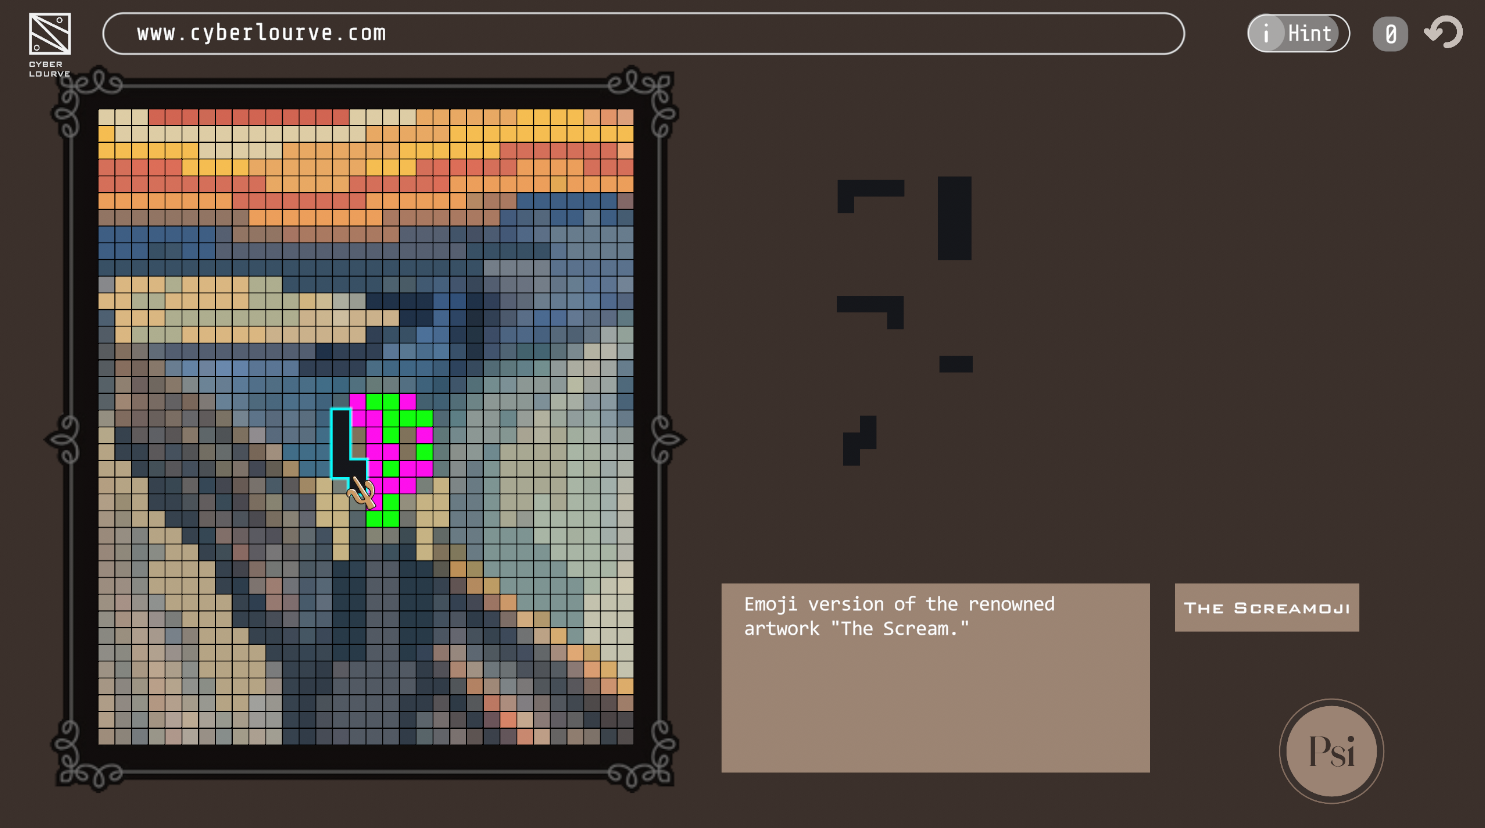 www.cyberlourve.com
i Hint
0
CYBER
LOURVE
Emoji version of the renowned
artwork "The Scream."
The Screamoji
Psi